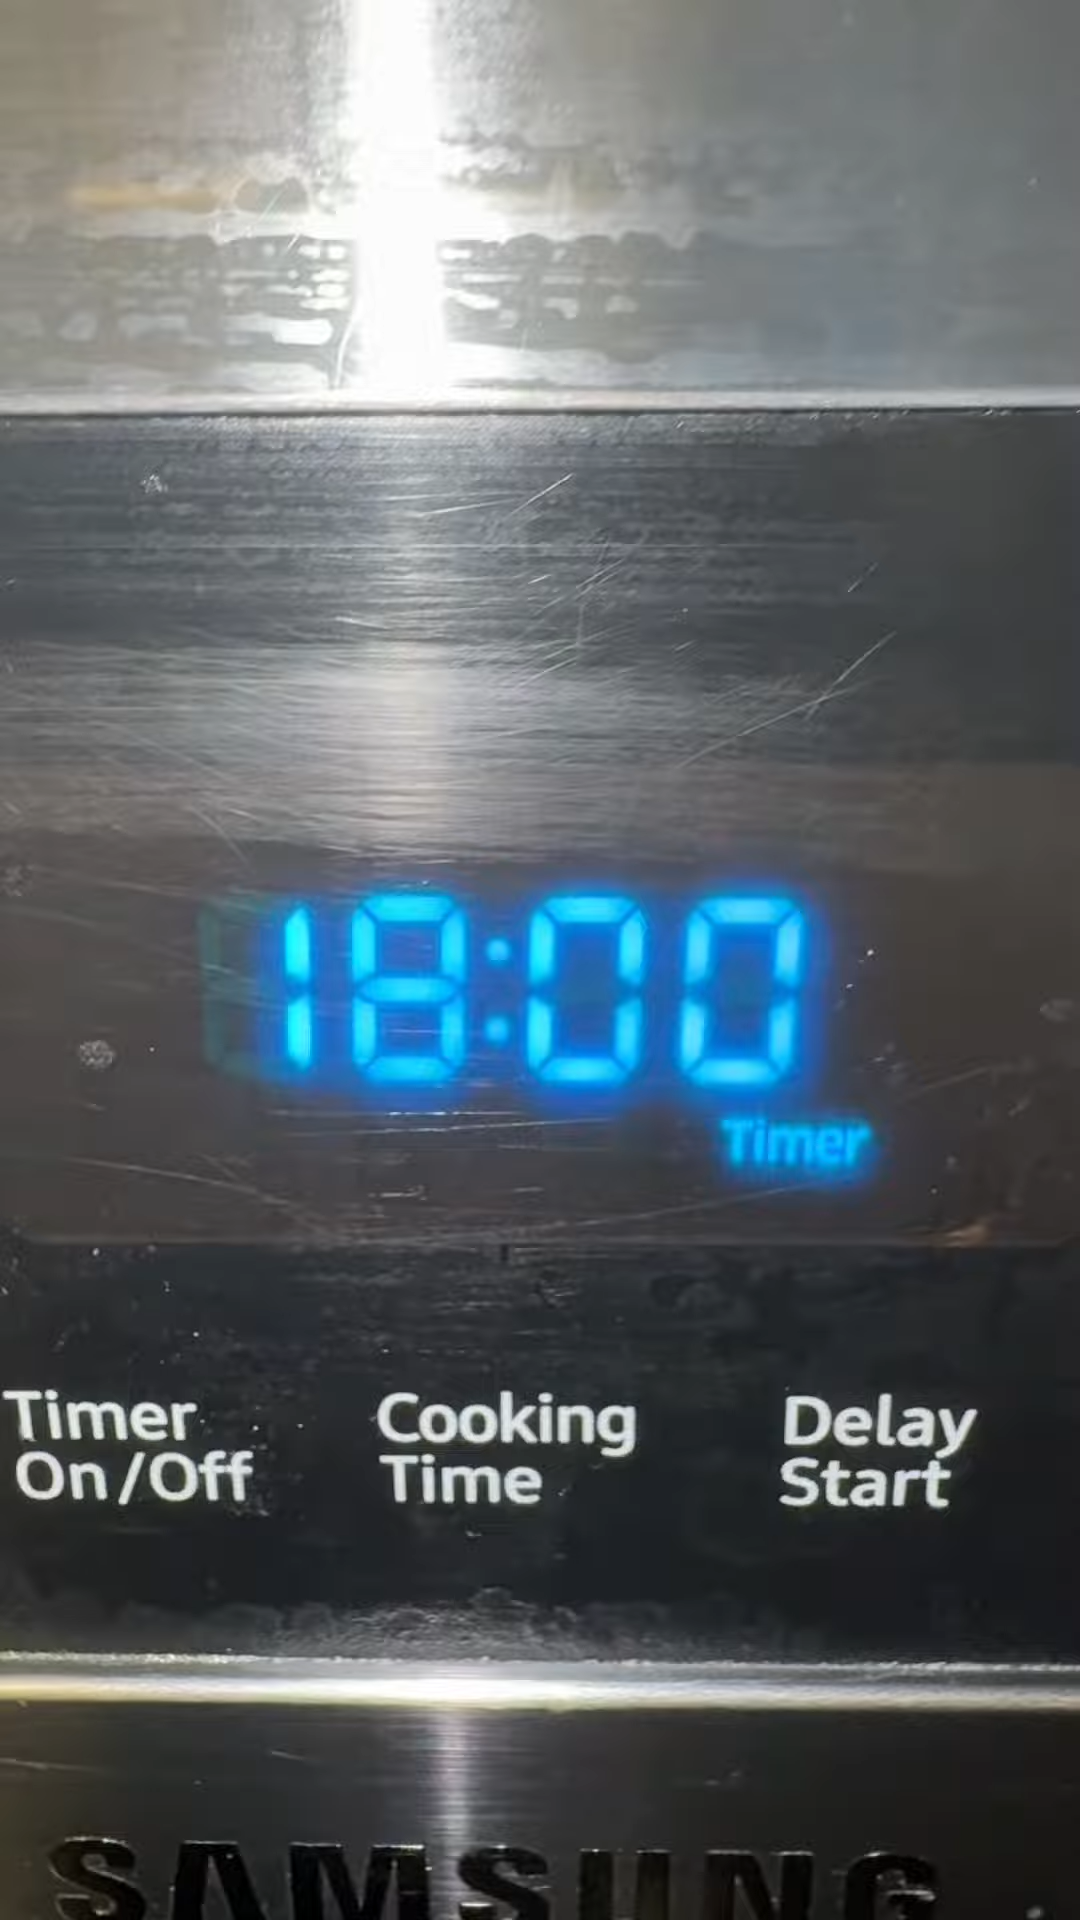 18:00
Timer
Timer Cooking Delay
On/Off Time Start
SAMSUNG